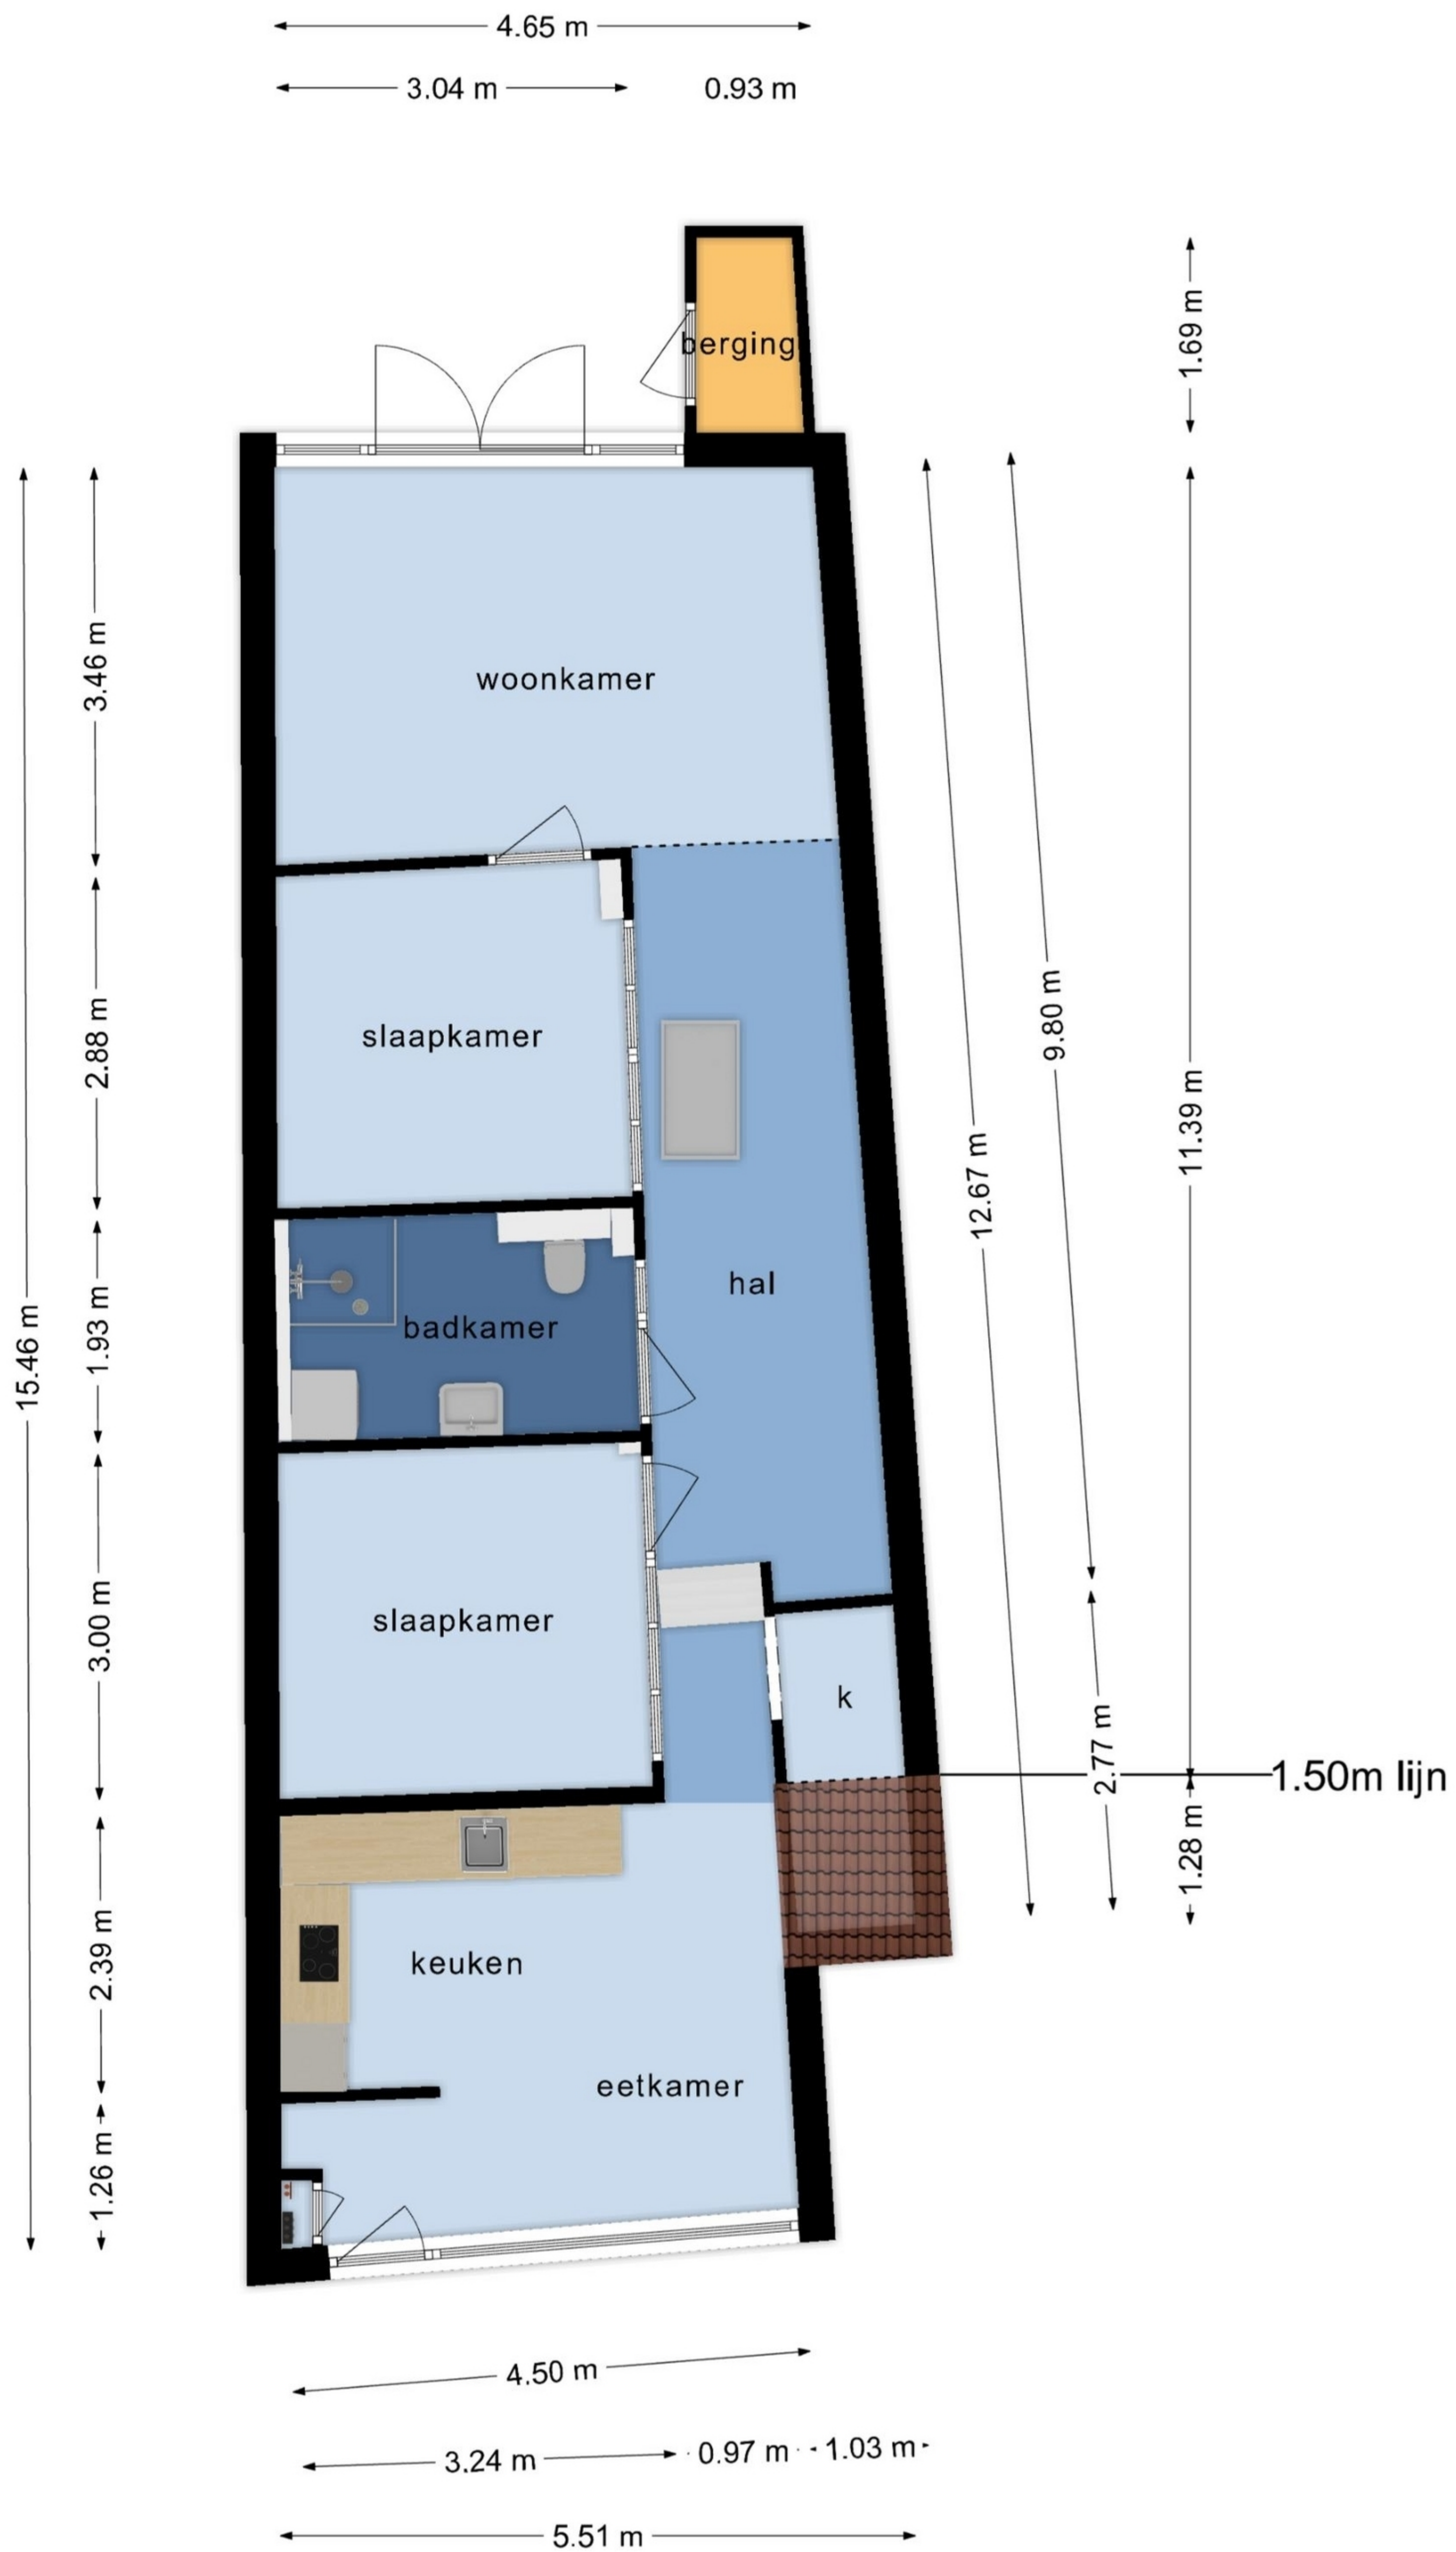 4.65 m
3.04 m
0.93 m
berging
1.69 m
woonkamer
3.46 m
slaapkamer
2.88 m
9.80 m
11.39 m
12.67 m
hal
badkamer
1.93 m
15.46 m
slaapkamer
3.00 m
k
2.77 m
1.50m lijn
1.28 m
keuken
2.39 m
eetkamer
1.26 m
4.50 m
3.24 m
0.97 m
1.03 m
5.51 m